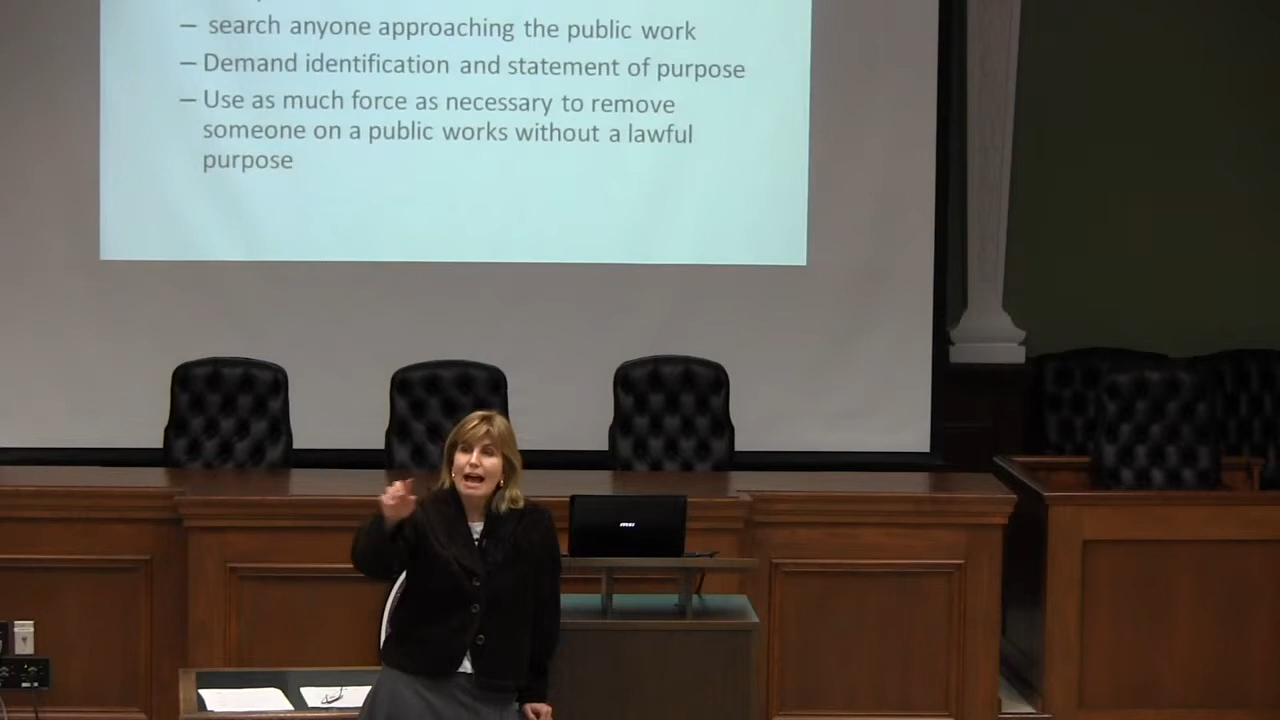 – search anyone approaching the public work
– Demand identification and statement of purpose
– Use as much force as necessary to remove
someone on a public works without a lawful
purpose
msi